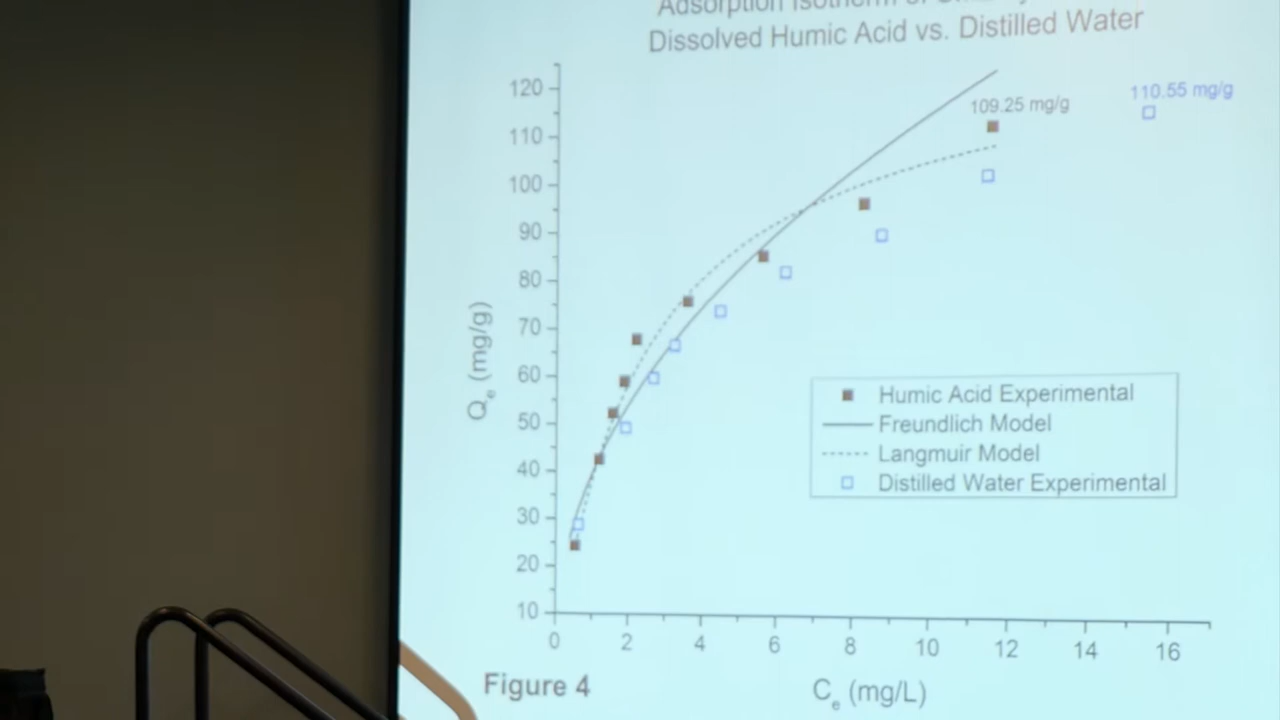 Adsorption Isotherm
Dissolved Humic Acid vs. Distilled Water
120
110
100
90
80
70
60
50
40
30
20
10
Qe (mg/g)
109.25 mg/g
110.55 mg/g
Humic Acid Experimental
Freundlich Model
Langmuir Model
Distilled Water Experimental
0 2 4 6 8 10 12 14 16
Ce (mg/L)
Figure 4